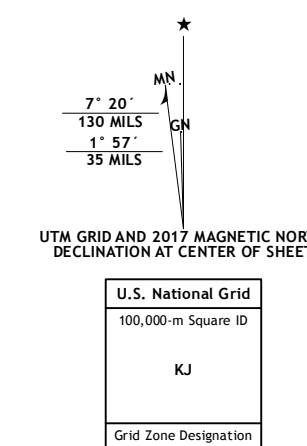 ★
MN
7° 20´
130 MILS
GN
1° 57´
35 MILS
UTM GRID AND 2017 MAGNETIC NOR
DECLINATION AT CENTER OF SHEET
U.S. National Grid
100,000-m Square ID
KJ
Grid Zone Designation